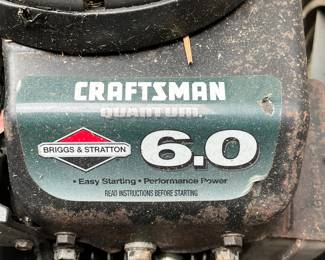 CRAFTSMAN
QUANTUM.
BRIGGS & STRATTON
6.0
• Easy Starting • Performance Power
READ INSTRUCTIONS BEFORE STARTING